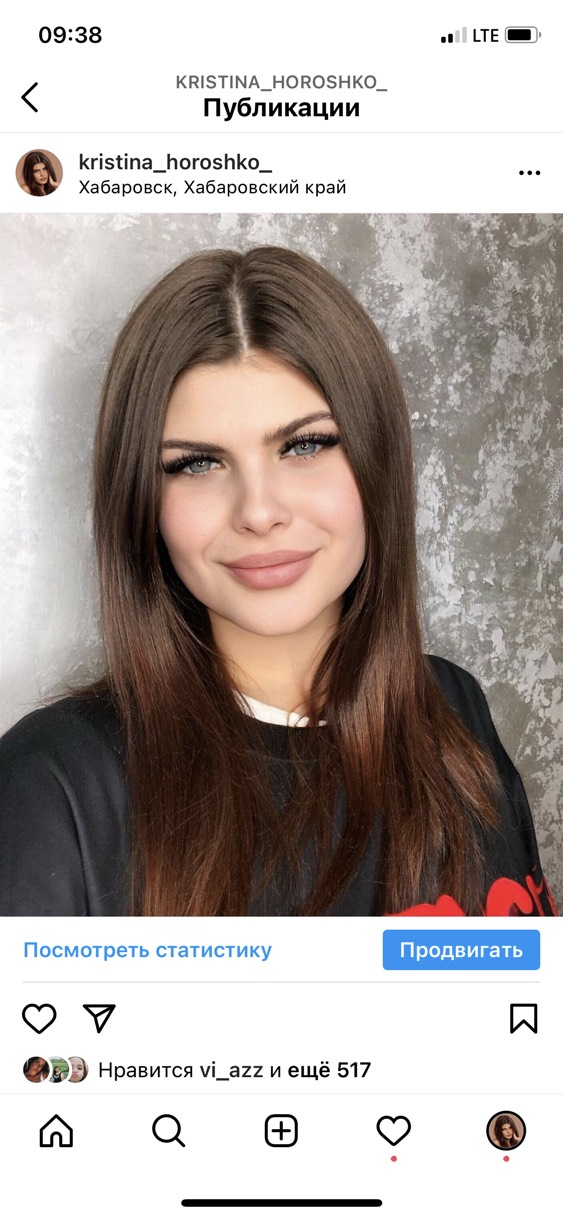 09:38
LTE
KRISTINA_HOROSHKO_
Публикации
kristina_horoshko_
Хабаровск, Хабаровский край
Посмотреть статистику
Продвигать
Нравится vi_azz и ещё 517